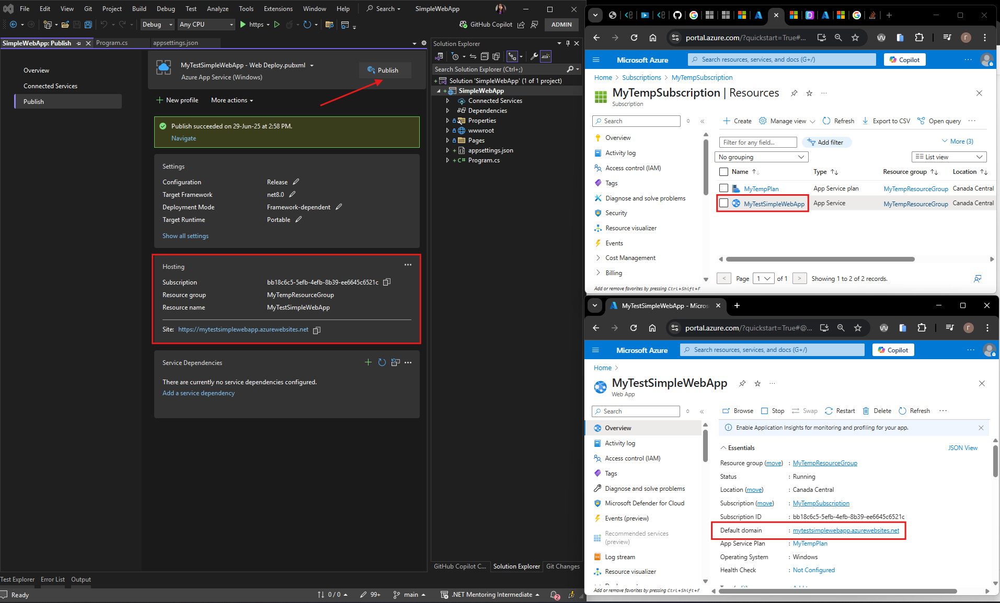 File Edit View Git Project Build Debug Test Analyze Tools Extensions Window Help Search SimpleWebApp
Debug Any CPU https GitHub Copilot ADMIN
SimpleWebApp: Publish Program.cs appsettings.json
Overview
Connected Services
Publish
MyTestSimpleWebApp - Web Deploy.pubxml
Azure App Service (Windows)
Publish
New profile More actions
Publish succeeded on 29-Jun-25 at 2:58 PM.
Navigate
Settings
Configuration Release
Target Framework net8.0
Deployment Mode Framework-dependent
Target Runtime Portable
Show all settings
Hosting
Subscription bb18c6c5-5efb-4efb-8b39-ee6645c6521c
Resource group MyTempResourceGroup
Resource name MyTestSimpleWebApp
Site: https://mytestsimplewebapp.azurewebsites.net
Service Dependencies
There are currently no service dependencies configured.
Add a service dependency
Solution Explorer
Search Solution Explorer (Ctrl+;)
Solution 'SimpleWebApp' (1 of 1 project)
SimpleWebApp
Connected Services
Dependencies
Properties
wwwroot
Pages
appsettings.json
C# Program.cs
GitHub Copilot C... Solution Explorer Git Changes
Test Explorer Error List Output
Ready 0 / 0 99+ main .NET Mentoring Intermediate 2
portal.azure.com/?quickstart=True#...
Microsoft Azure Search resources, services, and docs (G+/) Copilot ...
Home > Subscriptions > MyTempSubscription
MyTempSubscription | Resources ...
Subscription
Search
Create Manage view Refresh Export to CSV Open query ...
Overview
Activity log
Access control (IAM)
Tags
Diagnose and solve problems
Security
Resource visualizer
Events
Cost Management
Billing
Add or remove favorites by pressing Ctrl+Shift+F
Filter for any field... Add filter More (3)
No grouping List view
Name Type Resource group Location
MyTempPlan App Service plan MyTempResourceGroup Canada Central
MyTestSimpleWebApp App Service MyTempResourceGroup Canada Central
< Page 1 of 1 > Showing 1 to 2 of 2 records.
MyTestSimpleWebApp - Micros
portal.azure.com/?quickstart=True#@... г
Microsoft Azure Search resources, services, and docs (G+/) Copilot ...
Home >
MyTestSimpleWebApp ...
Web App
Search
Browse Stop Swap Restart Delete Refresh ...
Overview
Activity log
Access control (IAM)
Tags
Diagnose and solve problems
Microsoft Defender for Cloud
Events (preview)
Recommended services
(preview)
Log stream
Resource visualizer
Add or remove favorites by pressing Ctrl+Shift+F
Enable Application Insights for monitoring and profiling for your app.
Essentials JSON View
Resource group (move) : MyTempResourceGroup
Status : Running
Location (move) : Canada Central
Subscription (move) : MyTempSubscription
Subscription ID : bb18c6c5-5efb-4efb-8b39-ee6645c6521c
Default domain : mytestsimplewebapp.azurewebsites.net
App Service Plan : MyTempPlan
Operating System : Windows
Health Check : Not Configured